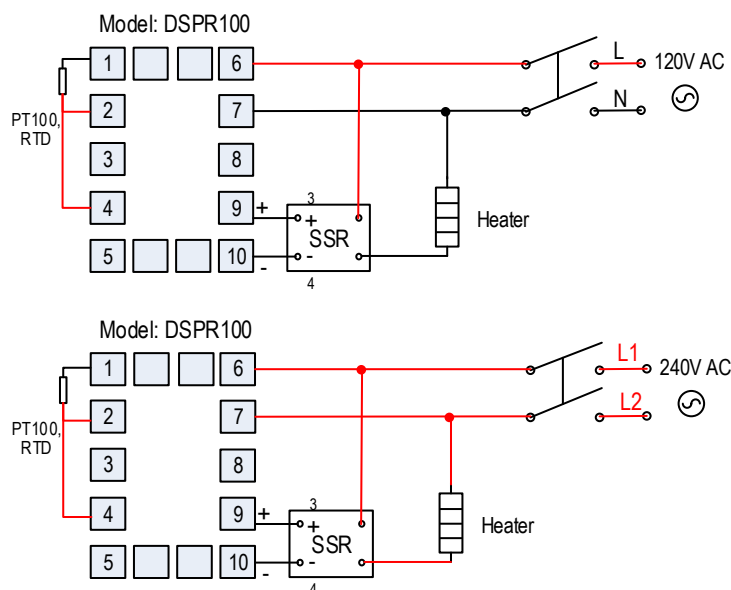 Model: DSPR100
1 6 L 120V AC
2 7 N
PT100,
RTD
3 8
3
4 9 + + SSR Heater
5 10 - -
4
Model: DSPR100
1 6 L1 240V AC
2 7 L2
PT100,
RTD
3 8
3
4 9 + + SSR Heater
5 10 - -
4